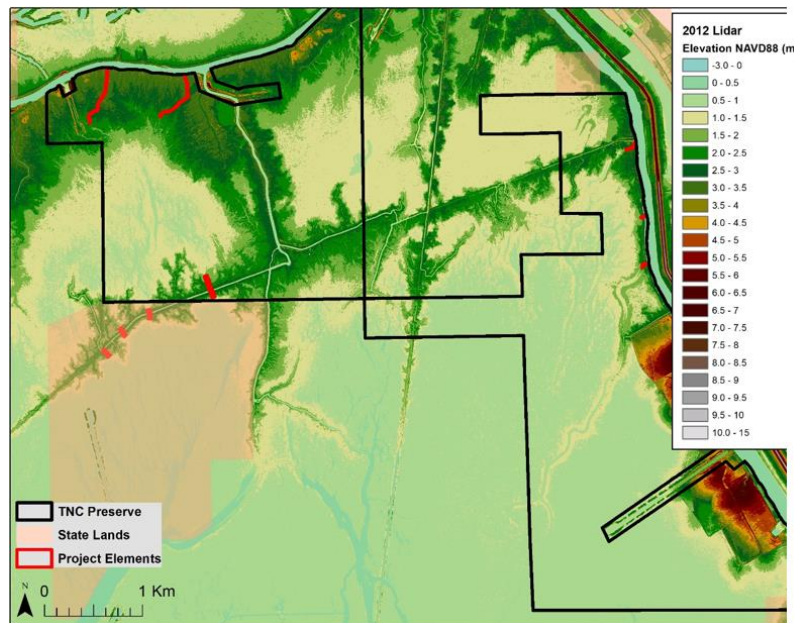 2012 Lidar
Elevation NAVD88 (m
-3.0 - 0
0 - 0.5
0.5 - 1
1.0 - 1.5
1.5 - 2
2.0 - 2.5
2.5 - 3
3.0 - 3.5
3.5 - 4
4.0 - 4.5
4.5 - 5
5.0 - 5.5
5.5 - 6
6.0 - 6.5
6.5 - 7
7.0 - 7.5
7.5 - 8
8.0 - 8.5
8.5 - 9
9.0 - 9.5
9.5 - 10
10.0 - 15
TNC Preserve
State Lands
Project Elements
N
0 1 Km